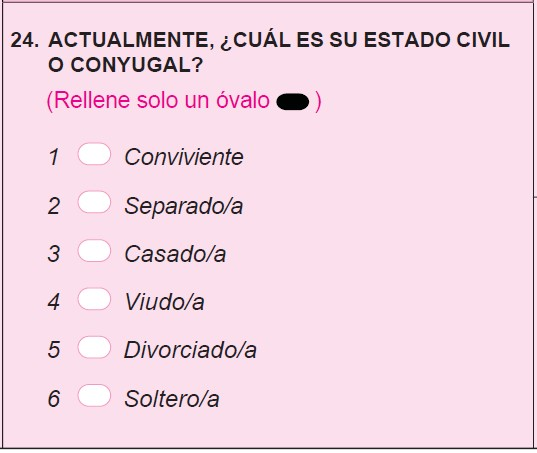 24. ACTUALMENTE, ¿CUÁL ES SU ESTADO CIVIL
O CONYUGAL?
(Rellene solo un óvalo )
1 Conviviente
2 Separado/a
3 Casado/a
4 Viudo/a
5 Divorciado/a
6 Soltero/a